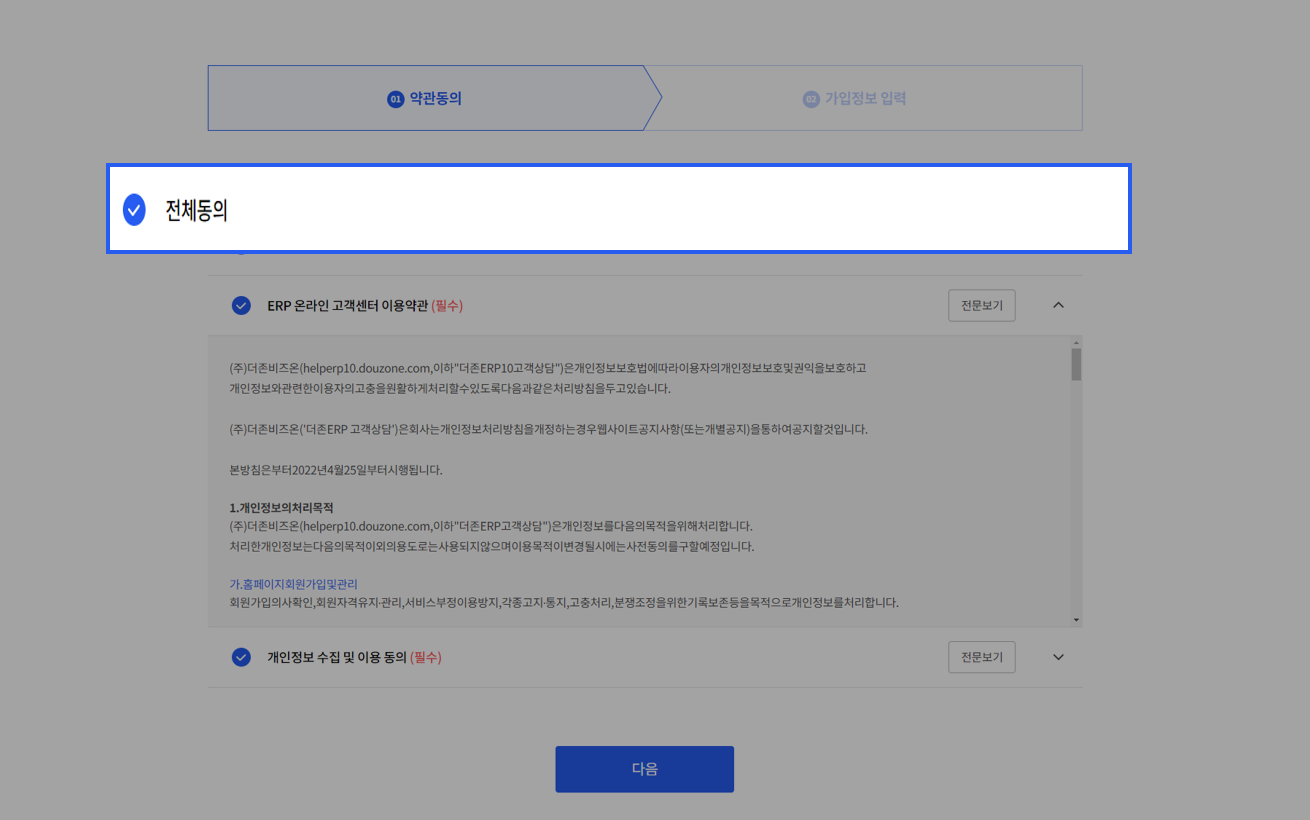 01 약관동의
02 가입정보 입력
전체동의
ERP 온라인 고객센터 이용약관 (필수)
전문보기
(주)더존비즈온(helperp10.douzone.com,이하"더존ERP10고객상담")은개인정보보호법에따라이용자의개인정보보호및권익을보호하고
개인정보와관련한이용자의고충을원활하게처리할수있도록다음과같은처리방침을두고있습니다.
(주)더존비즈온('더존ERP 고객상담')은회사는개인정보처리방침을개정하는경우웹사이트공지사항(또는개별공지)을통하여공지할것입니다.
본방침은부터2022년4월25일부터시행됩니다.
1.개인정보의처리목적
(주)더존비즈온(helperp10.douzone.com,이하"더존ERP고객상담")은개인정보를다음의목적을위해처리합니다.
처리한개인정보는다음의목적이외의용도로는사용되지않으며이용목적이변경될시에는사전동의를구할예정입니다.
가.홈페이지회원가입및관리
회원가입의사확인,회원자격유지·관리,서비스부정이용방지,각종고지·통지,고충처리,분쟁조정을위한기록보존등을목적으로개인정보를처리합니다.
개인정보 수집 및 이용 동의 (필수)
전문보기
다음